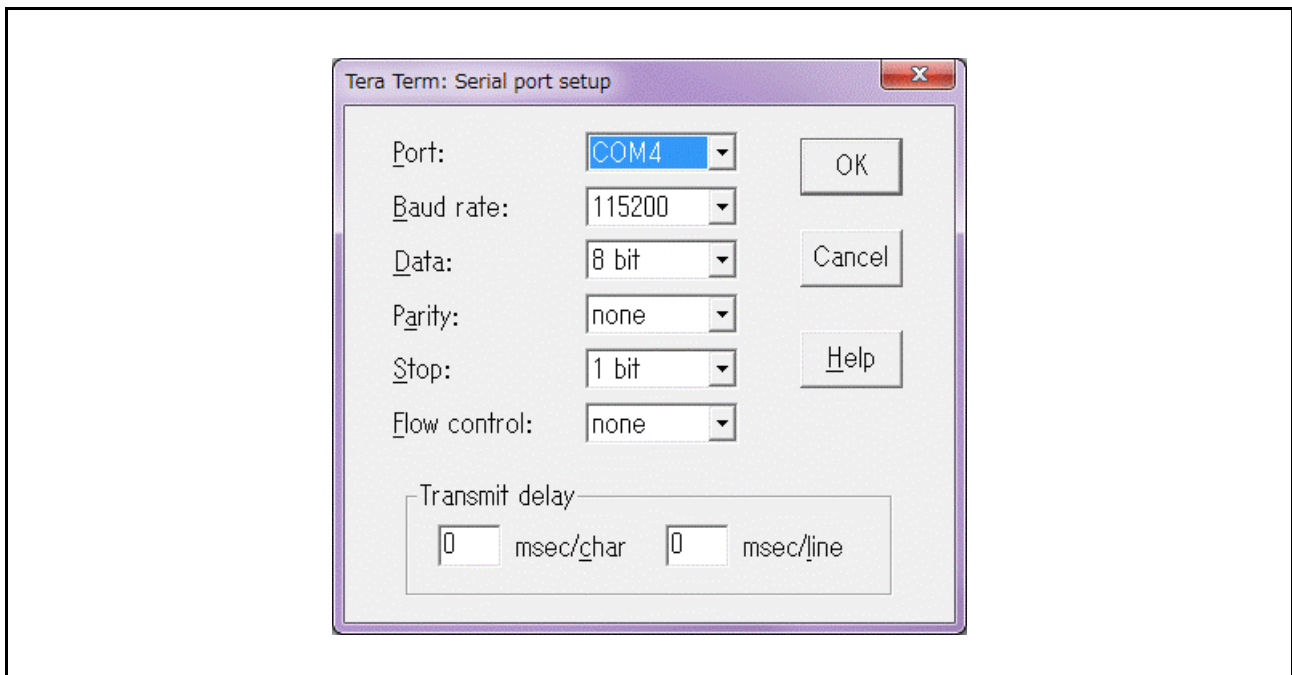 Tera Term: Serial port setup
Port: COM4 OK
Baud rate: 115200
Data: 8 bit Cancel
Parity: none
Stop: 1 bit Help
Flow control: none
Transmit delay
0 msec/char 0 msec/line